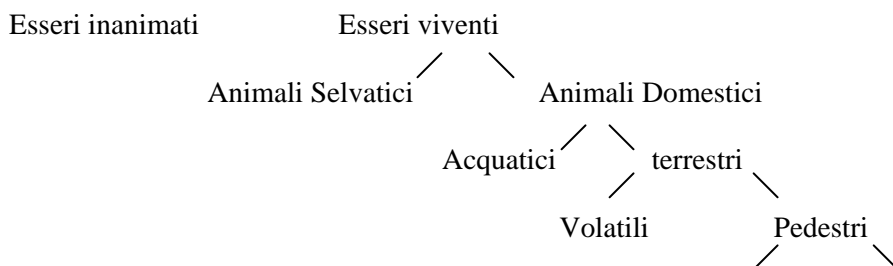 Esseri inanimati Esseri viventi
Animali Selvatici Animali Domestici
Acquatici terrestri
Volatili Pedestri